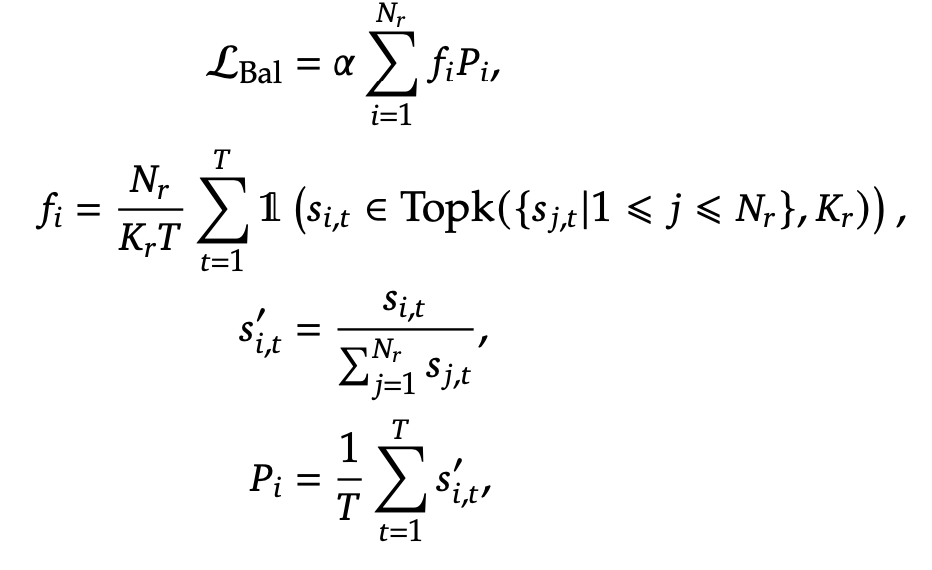 $\mathcal{L}_{\mathrm{Bal}} = \alpha \sum_{i=1}^{N_r} f_i P_i,$
$f_i = \frac{N_r}{K_r T} \sum_{t=1}^{T} \mathbb{1} \left( s_{i,t} \in \mathrm{Topk}(\{s_{j,t} | 1 \leqslant j \leqslant N_r\}, K_r) \right),$
$s'_{i,t} = \frac{s_{i,t}}{\sum_{j=1}^{N_r} s_{j,t}},$
$P_i = \frac{1}{T} \sum_{t=1}^{T} s'_{i,t},$